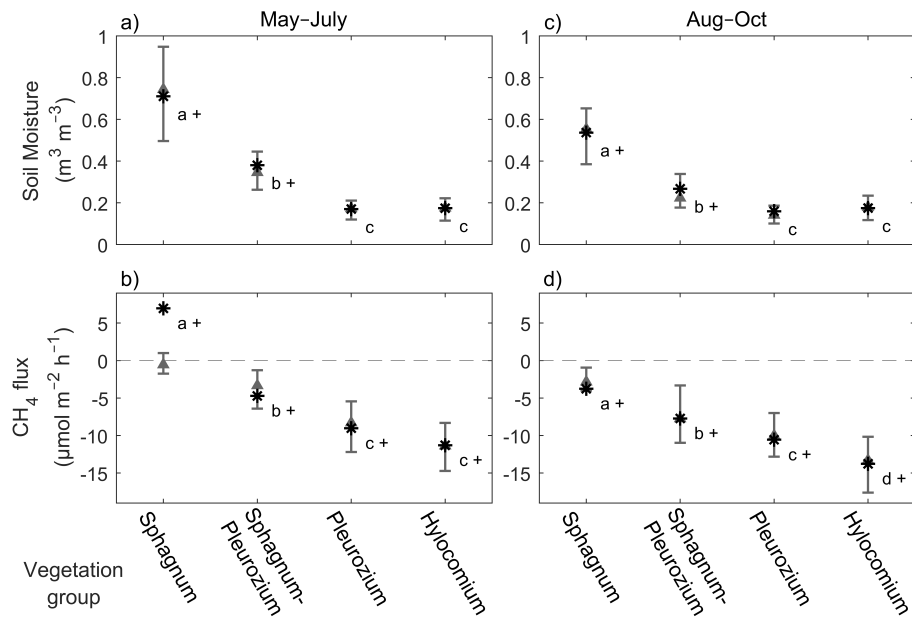 a) May−July
Soil Moisture
(m³ m⁻³)
1
0.8
0.6
0.4
0.2
0
a +
b +
c
c
c) Aug−Oct
1
0.8
0.6
0.4
0.2
0
a +
b +
c
c
b)
CH₄ flux
(µmol m⁻² h⁻¹)
5
0
-5
-10
-15
a +
b +
c +
c +
d)
5
0
-5
-10
-15
a +
b +
c +
d +
Vegetation
group
Sphagnum
Sphagnum-
Pleurozium
Pleurozium
Hylocomium
Sphagnum
Sphagnum-
Pleurozium
Pleurozium
Hylocomium